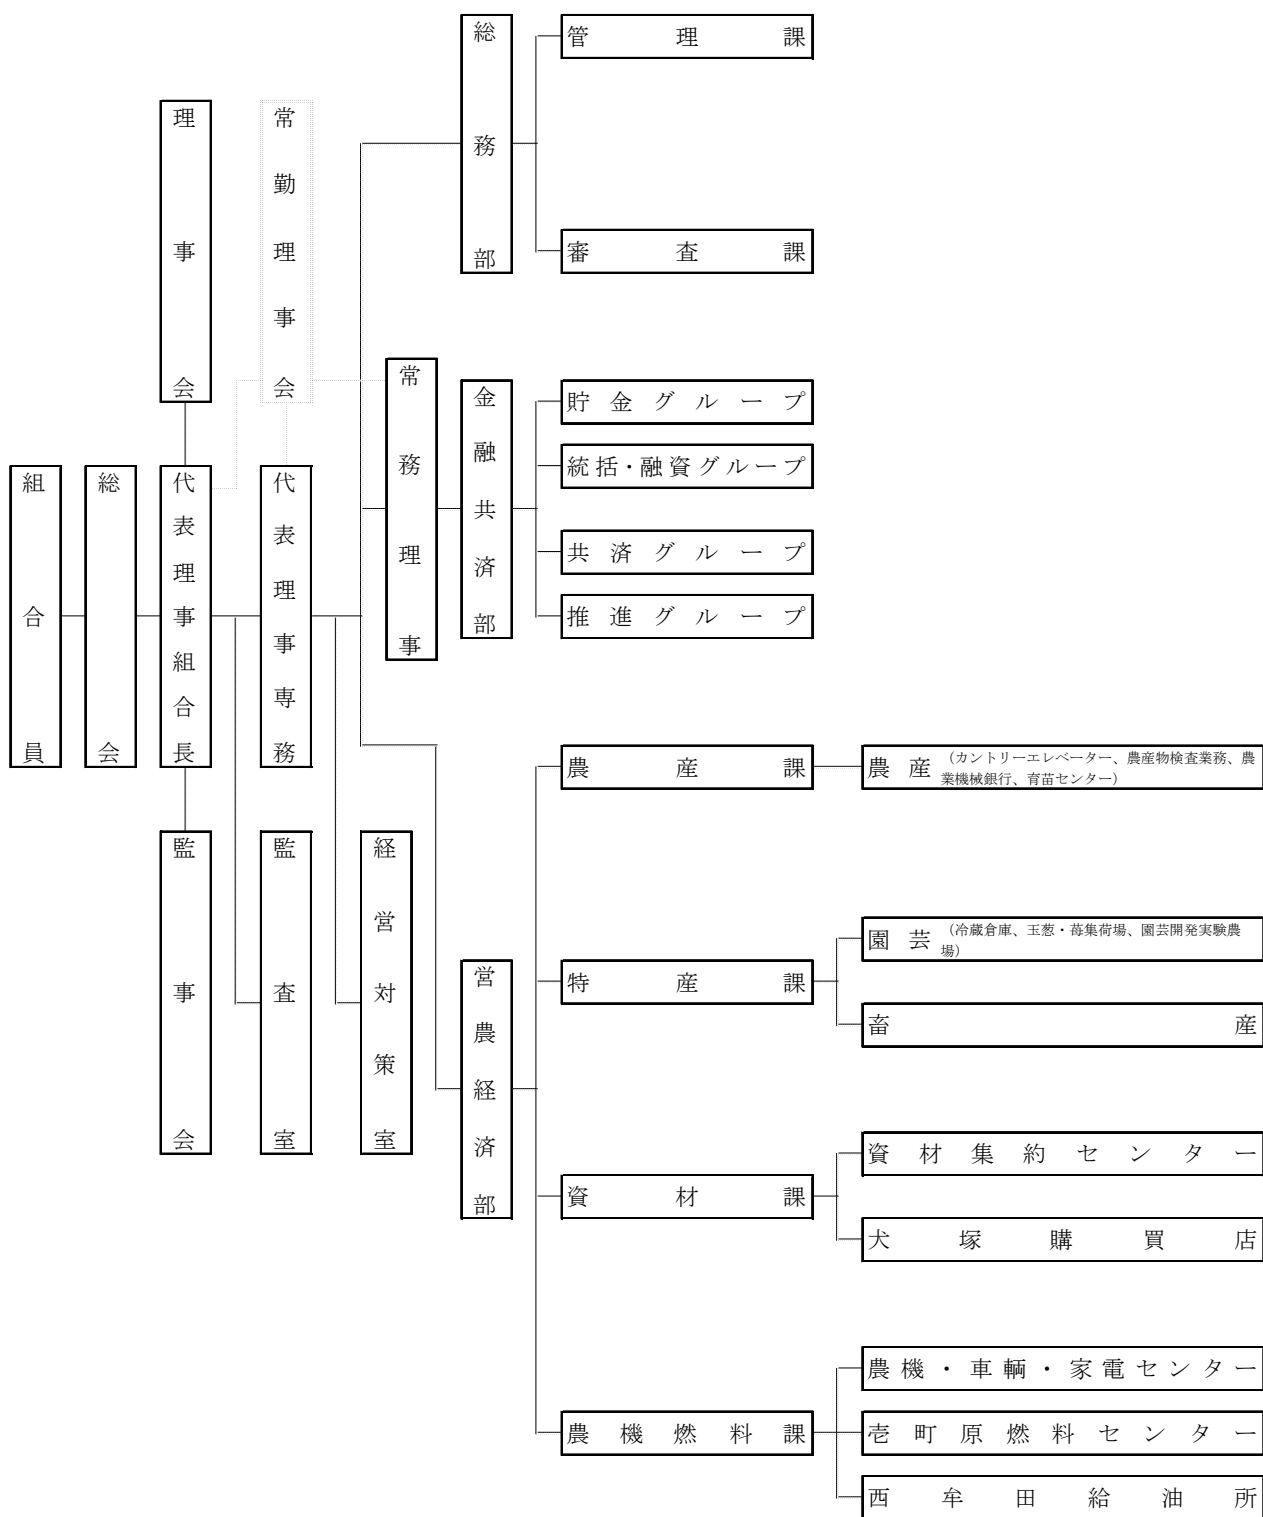 組合員
総会
理事会
代表理事組合長
監事会
常勤理事会
代表理事専務
監査室
経営対策室
常務理事
総務部
管理課
審査課
金融共済部
貯金グループ
統括・融資グループ
共済グループ
推進グループ
営農経済部
農産課
農産（カントリーエレベーター、農産物検査業務、農
業機械銀行、育苗センター）
特産課
園芸（冷蔵倉庫、玉葱・苺集荷場、園芸開発実験農
場）
畜産
資材課
資材集約センター
犬塚購買店
農機燃料課
農機・車輌・家電センター
壱町原燃料センター
西牟田給油所